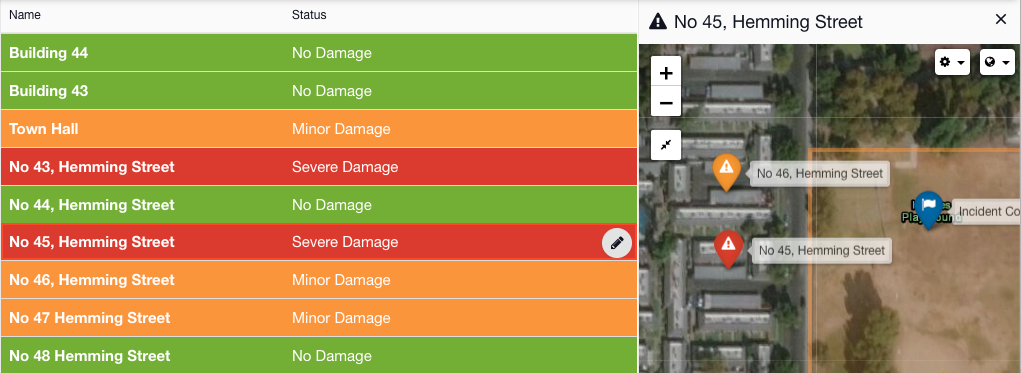 Name Status
Building 44 No Damage
Building 43 No Damage
Town Hall Minor Damage
No 43, Hemming Street Severe Damage
No 44, Hemming Street No Damage
No 45, Hemming Street Severe Damage
No 46, Hemming Street Minor Damage
No 47 Hemming Street Minor Damage
No 48 Hemming Street No Damage
No 45, Hemming Street
No 46, Hemming Street
No 45, Hemming Street
Incident Co